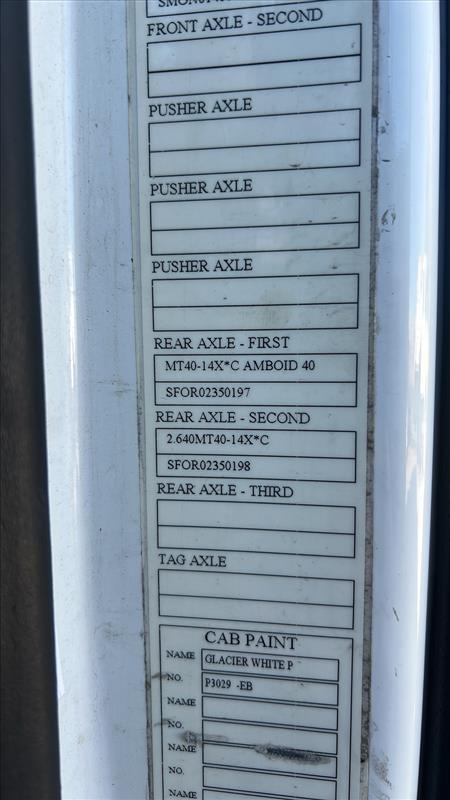 FRONT AXLE - SECOND
PUSHER AXLE
PUSHER AXLE
PUSHER AXLE
REAR AXLE - FIRST
MT40-14X*C AMBOID 40
SFOR02350197
REAR AXLE - SECOND
2.640MT40-14X*C
SFOR02350198
REAR AXLE - THIRD
TAG AXLE
CAB PAINT
NAME GLACIER WHITE P
NO. P3029 -EB
NAME
NO.
NAME
NO.
NAME